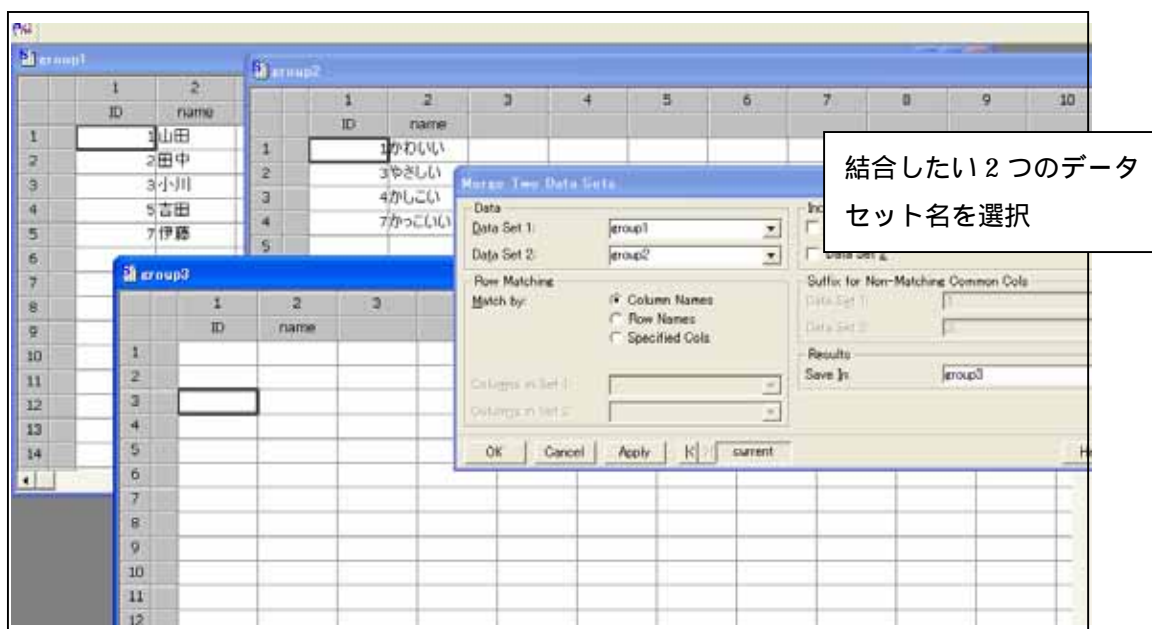 group1
1 2
ID name
1 1 山田
2 2 田中
3 3 小川
4 5 吉田
5 7 伊藤
6
7
8
9
10
11
12
13
14
group2
1 2 3 4 5 6 7 8 9 10
ID name
1 1 かわいい
2 3 やさしい
3 4 かしこい
4 7 かっこいい
5
結合したい2つのデータ
セット名を選択
Merge Two Data Sets
Data
Data Set 1: group1
Data Set 2: group2
Row Matching
Match by: Column Names
Row Names
Specified Cols
Columns in Set 1:
Columns in Set 2:
Data Set 2
Suffix for Non-Matching Common Cols
Data Set 1:
Data Set 2:
Results
Save In: group3
OK Cancel Apply current
group3
1 2 3
ID name
1
2
3
4
5
6
7
8
9
10
11
12